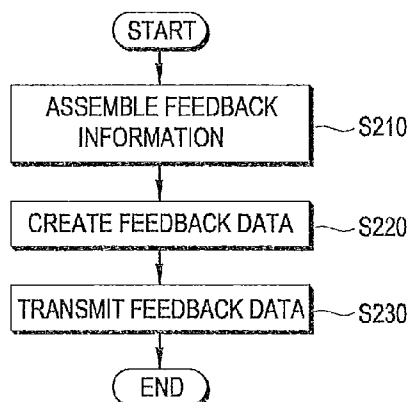 START
ASSEMBLE FEEDBACK
INFORMATION
S210
CREATE FEEDBACK DATA
S220
TRANSMIT FEEDBACK DATA
S230
END